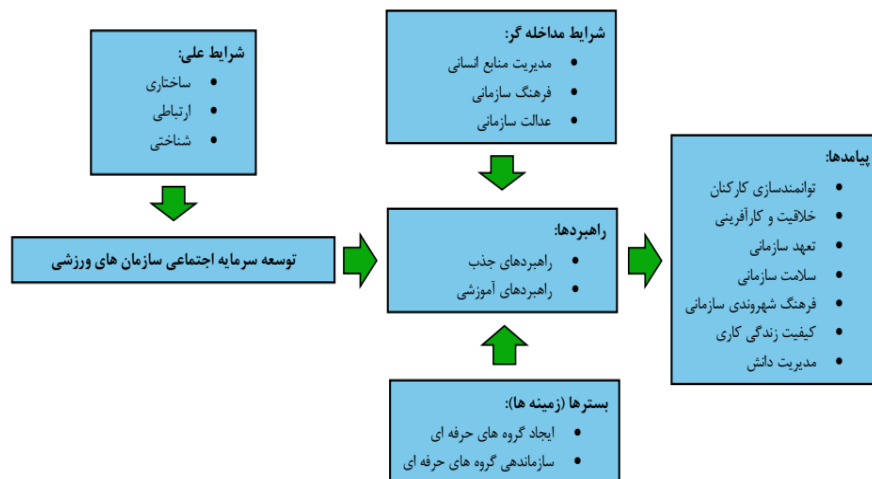 شرایط علی:
ساختاری
ارتباطی
شناختی
توسعه سرمایه اجتماعی سازمان های ورزشی
شرایط مداخله گر:
مدیریت منابع انسانی
فرهنگ سازمانی
عدالت سازمانی
راهبردها:
راهبردهای جذب
راهبردهای آموزشی
بسترها (زمینه ها):
ایجاد گروه های حرفه ای
سازماندهی گروه های حرفه ای
پیامدها:
توانمندسازی کارکنان
خلاقیت و کارآفرینی
تعهد سازمانی
سلامت سازمانی
فرهنگ شهروندی سازمانی
کیفیت زندگی کاری
مدیریت دانش